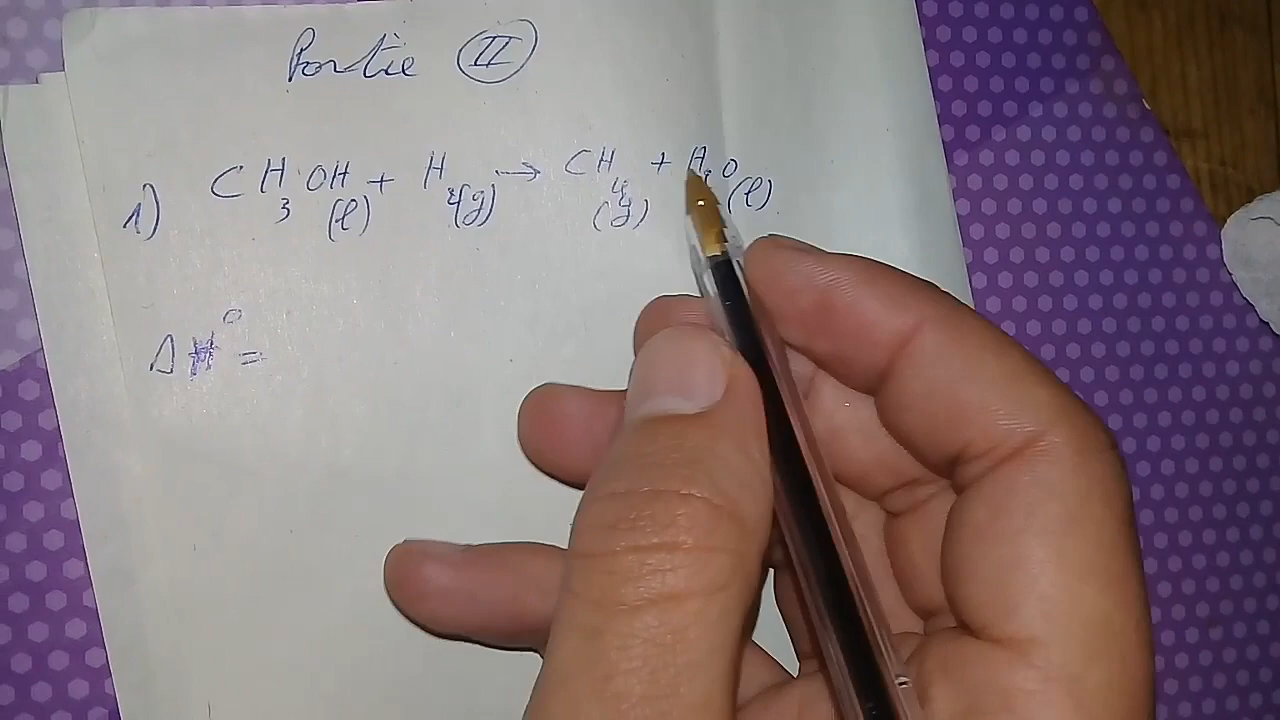 Partie II
1) CH3OH(l) + H2(g) → CH4(g) + H2O(l)
ΔH° =